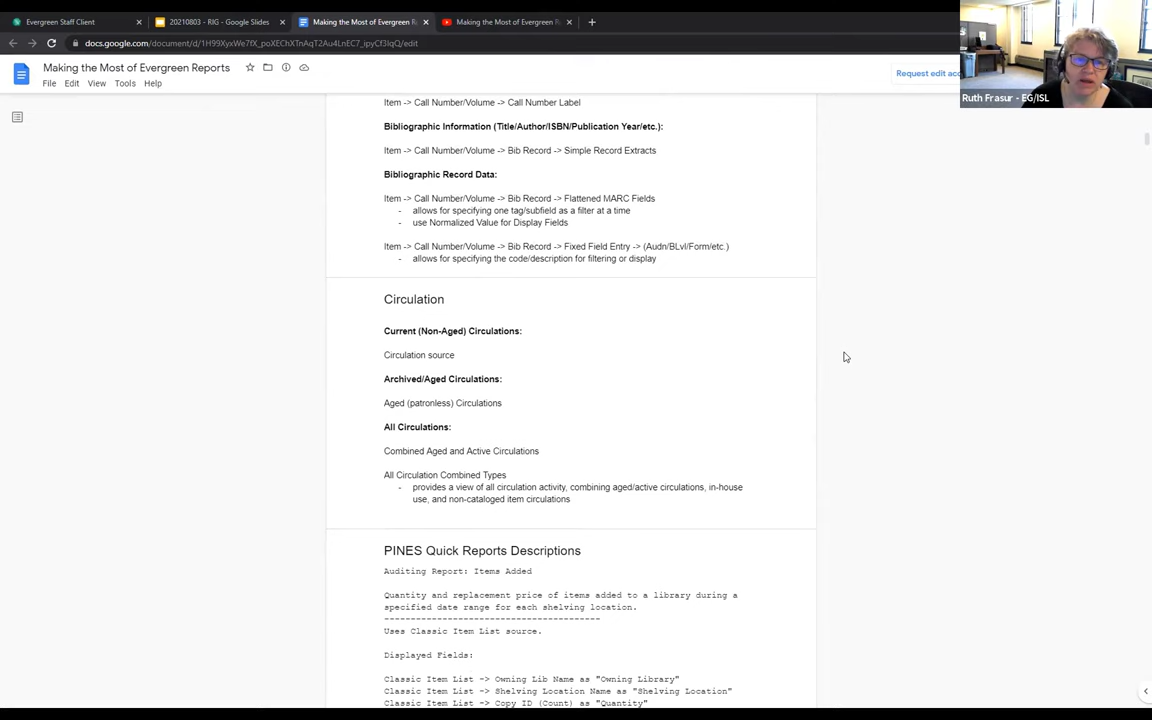 Evergreen Staff Client
20210803 - RIG - Google Slides
Making the Most of Evergreen Re
Making the Most of Evergreen R
docs.google.com/document/d/1H99XyxWe7fX_poXEChXTnAqT2Au4LnEC7_ipyCf3IqQ/edit
Making the Most of Evergreen Reports
File Edit View Tools Help
Request edit acc
Ruth Frasur - EG/ISL
Item -> Call Number/Volume -> Call Number Label
Bibliographic Information (Title/Author/ISBN/Publication Year/etc.):
Item -> Call Number/Volume -> Bib Record -> Simple Record Extracts
Bibliographic Record Data:
Item -> Call Number/Volume -> Bib Record -> Flattened MARC Fields
- allows for specifying one tag/subfield as a filter at a time
- use Normalized Value for Display Fields
Item -> Call Number/Volume -> Bib Record -> Fixed Field Entry -> (Audn/BLvl/Form/etc.)
- allows for specifying the code/description for filtering or display
Circulation
Current (Non-Aged) Circulations:
Circulation source
Archived/Aged Circulations:
Aged (patronless) Circulations
All Circulations:
Combined Aged and Active Circulations
All Circulation Combined Types
- provides a view of all circulation activity, combining aged/active circulations, in-house
use, and non-cataloged item circulations
PINES Quick Reports Descriptions
Auditing Report: Items Added
Quantity and replacement price of items added to a library during a
specified date range for each shelving location.
----------------------------------------
Uses Classic Item List source.
Displayed Fields:
Classic Item List -> Owning Lib Name as "Owning Library"
Classic Item List -> Shelving Location Name as "Shelving Location"
Classic Item List -> Copy ID (Count) as "Quantity"